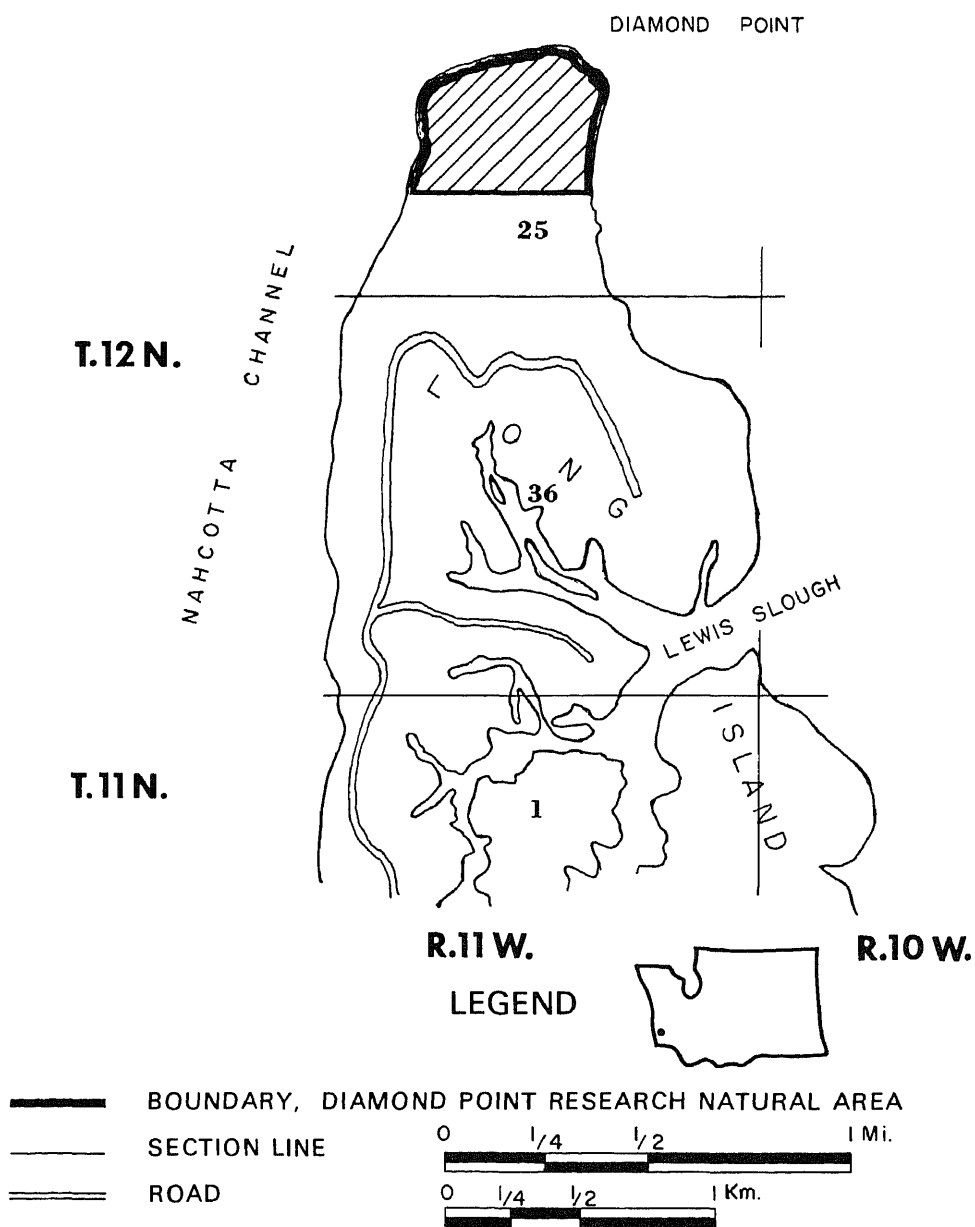 DIAMOND POINT
25
T.12 N.
NAHCOTTA CHANNEL
LONG
36
LEWIS SLOUGH
ISLAND
T.11 N.
1
R.11 W.
R.10 W.
LEGEND
BOUNDARY, DIAMOND POINT RESEARCH NATURAL AREA
SECTION LINE
0 1/4 1/2 1 Mi.
ROAD
0 1/4 1/2 1 Km.